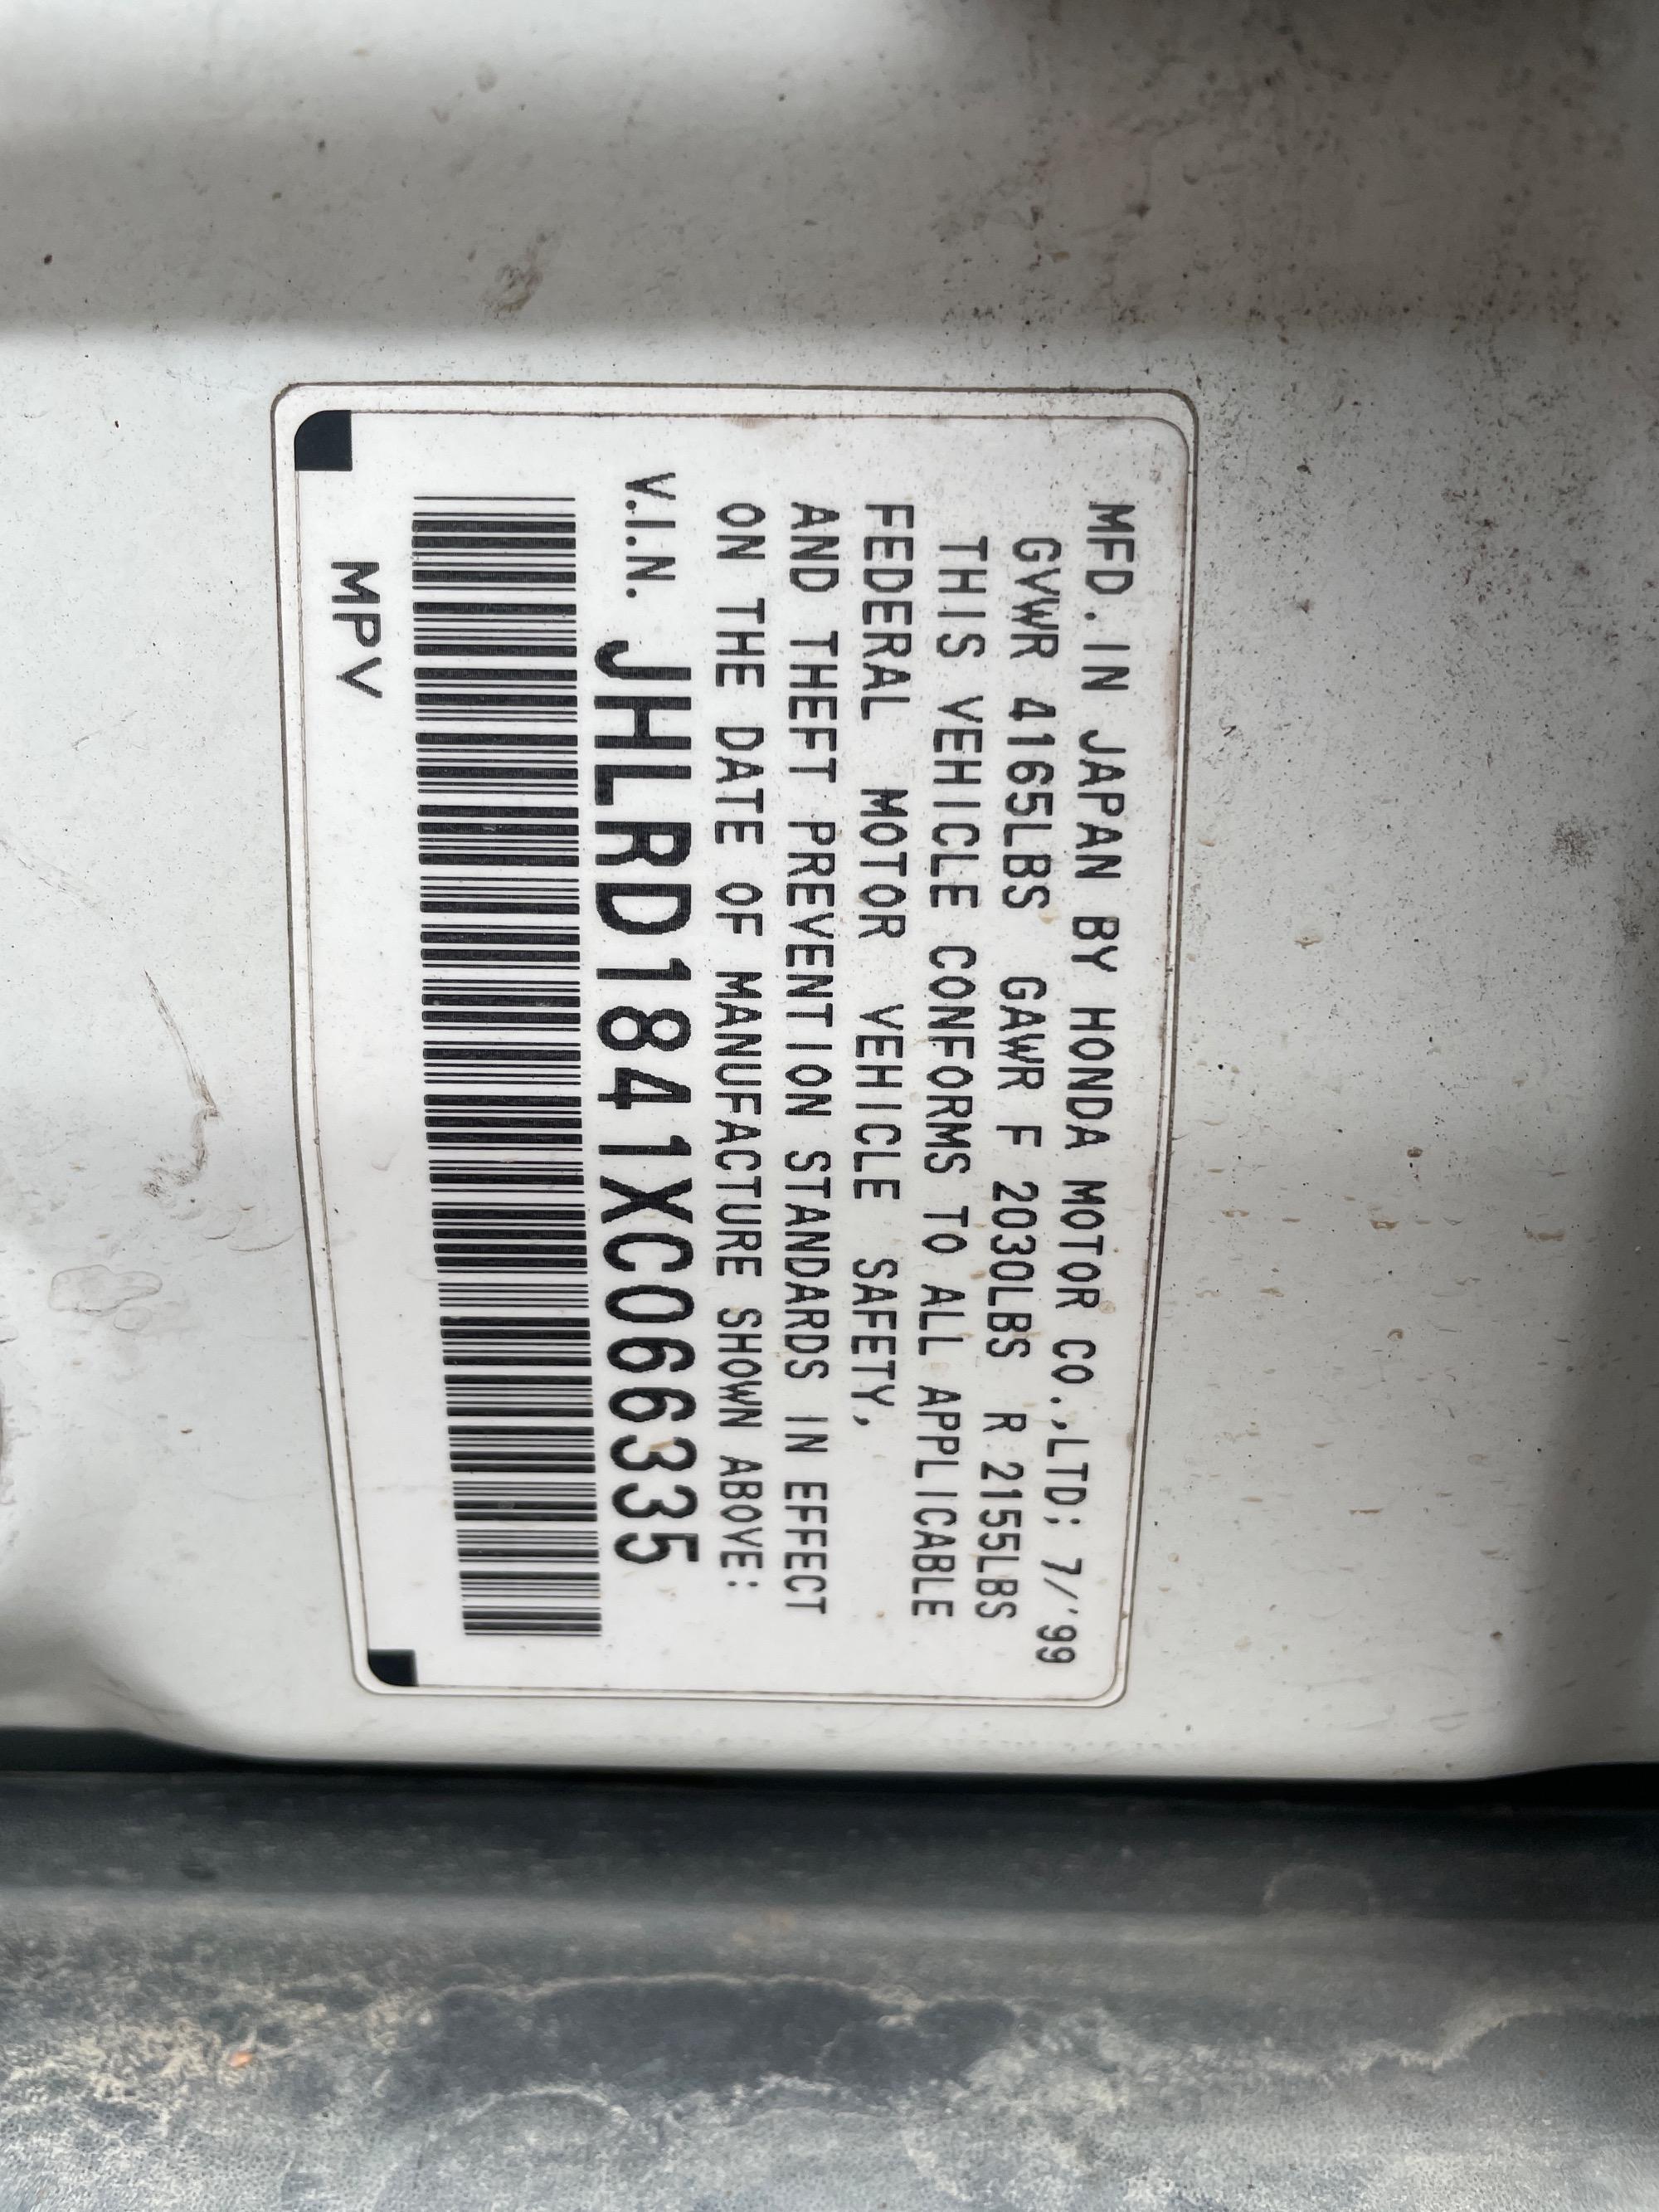 MFD. IN JAPAN BY HONDA MOTOR CO.,LTD; 7/'99
GVWR 4165LBS GAWR F 2030LBS R 2155LBS
THIS VEHICLE CONFORMS TO ALL APPLICABLE
FEDERAL MOTOR VEHICLE SAFETY,
AND THEFT PREVENTION STANDARDS IN EFFECT
ON THE DATE OF MANUFACTURE SHOWN ABOVE:
V.I.N. JHLRD1841XC066335
MPV